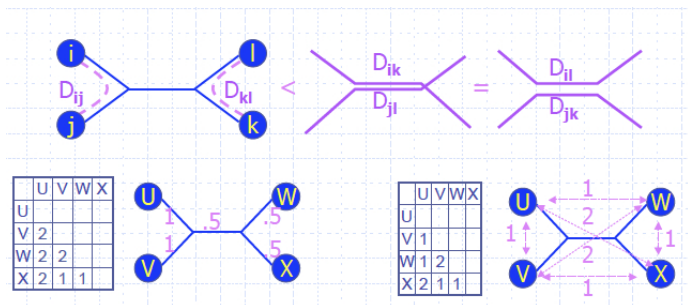 i l D_ik D_il
D_ij D_kl < =
j k D_jl D_jk
U V W X
U
V 2
W 2 2
X 2 1 1
U W
1 .5 .5
1 .5
V X
U V W X
U
V 1
W 1 2
X 2 1 1
U 1 W
2
1 1
2
V 1 X